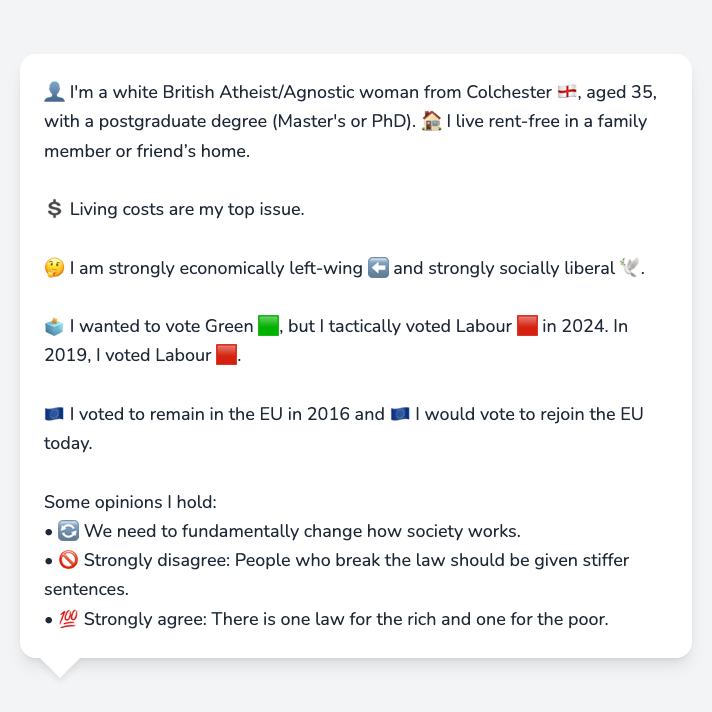 👤 I'm a white British Atheist/Agnostic woman from Colchester 🏴󠁧󠁢󠁥󠁮󠁧󠁿, aged 35,
with a postgraduate degree (Master's or PhD). 🏠 I live rent-free in a family
member or friend’s home.
💲 Living costs are my top issue.
🤔 I am strongly economically left-wing ⬅️ and strongly socially liberal 🕊️.
🗳️ I wanted to vote Green 🟩, but I tactically voted Labour 🟥 in 2024. In
2019, I voted Labour 🟥.
🇪🇺 I voted to remain in the EU in 2016 and 🇪🇺 I would vote to rejoin the EU
today.
Some opinions I hold:
• 🔄 We need to fundamentally change how society works.
• 🚫 Strongly disagree: People who break the law should be given stiffer
sentences.
• 💯 Strongly agree: There is one law for the rich and one for the poor.